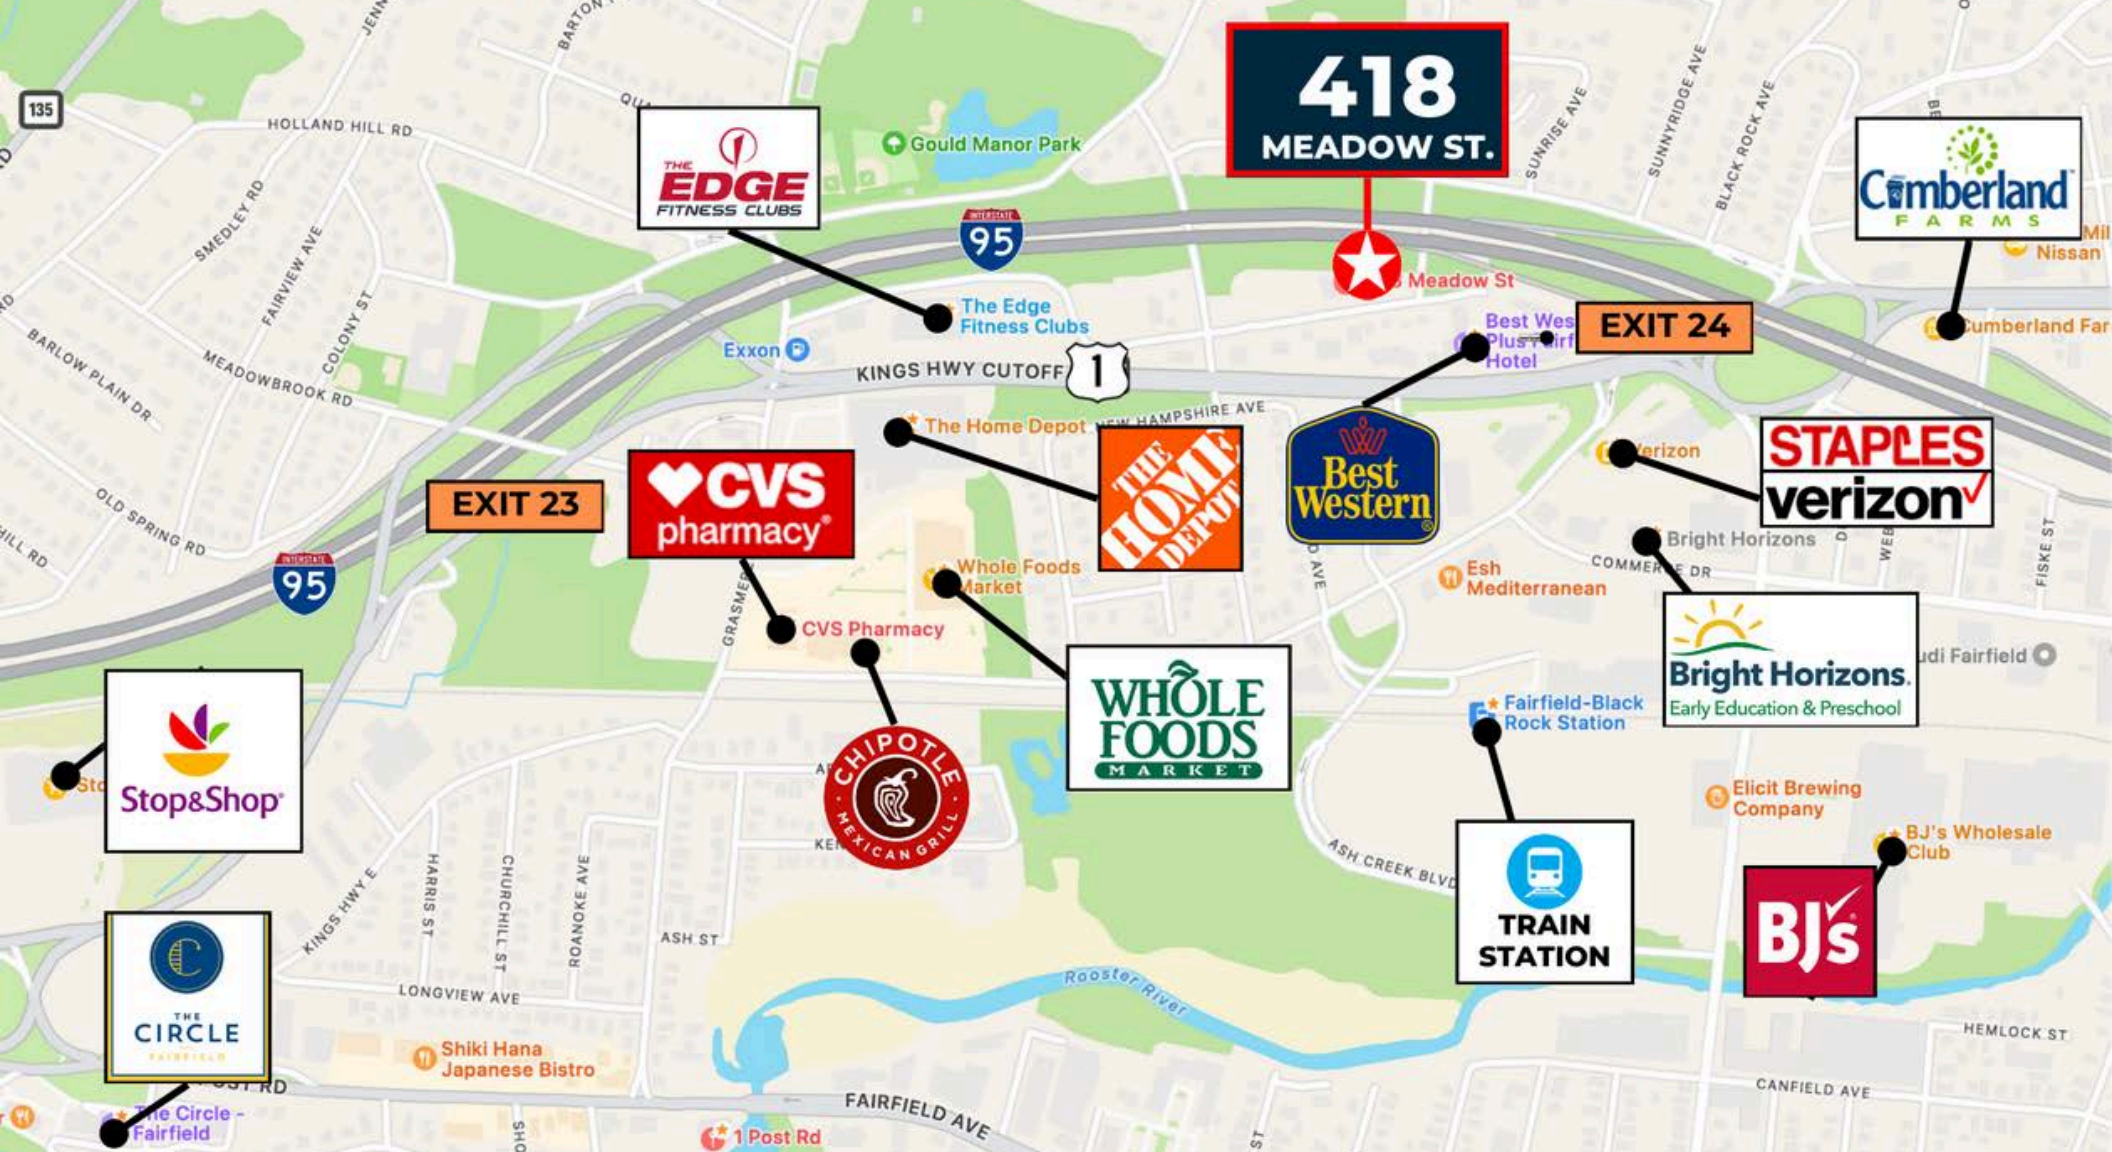 135
HOLLAND HILL RD
SMEDLEY RD
FAIRVIEW AVE
COLONY ST
BARLOW PLAIN DR
MEADOWBROOK RD
OLD SPRING RD
HILL RD
THE
EDGE
FITNESS CLUBS
Gould Manor Park
INTERSTATE
95
418
MEADOW ST.
Meadow St
SUNRISE AVE
SUNNYRIDGE AVE
BLACK ROCK AVE
Cumberland
FARMS
Nissan
Cumberland Far
The Edge
Fitness Clubs
Exxon
KINGS HWY CUTOFF
1
Best Wes
Hotel
EXIT 24
The Home Depot
NEW HAMPSHIRE AVE
THE
HOME
DEPOT
Best
Western
Verizon
STAPLES
verizon
EXIT 23
CVS
pharmacy
INTERSTATE
95
Whole Foods
Market
CVS Pharmacy
Esh
Mediterranean
Bright Horizons
COMMERCE DR
FISKE ST
Bright Horizons.
Early Education & Preschool
udi Fairfield
WHOLE
FOODS
MARKET
Fairfield-Black
Rock Station
Stop&Shop
CHIPOTLE
MEXICAN GRILL
Elicit Brewing
Company
BJ's Wholesale
Club
BJ's
ASH CREEK BLVD
TRAIN
STATION
KINGS HWY E
HARRIS ST
CHURCHILL ST
ROANOKE AVE
ASH ST
LONGVIEW AVE
Rooster River
THE
CIRCLE
FAIRFIELD
POST RD
The Circle -
Fairfield
Shiki Hana
Japanese Bistro
1 Post Rd
FAIRFIELD AVE
HEMLOCK ST
CANFIELD AVE